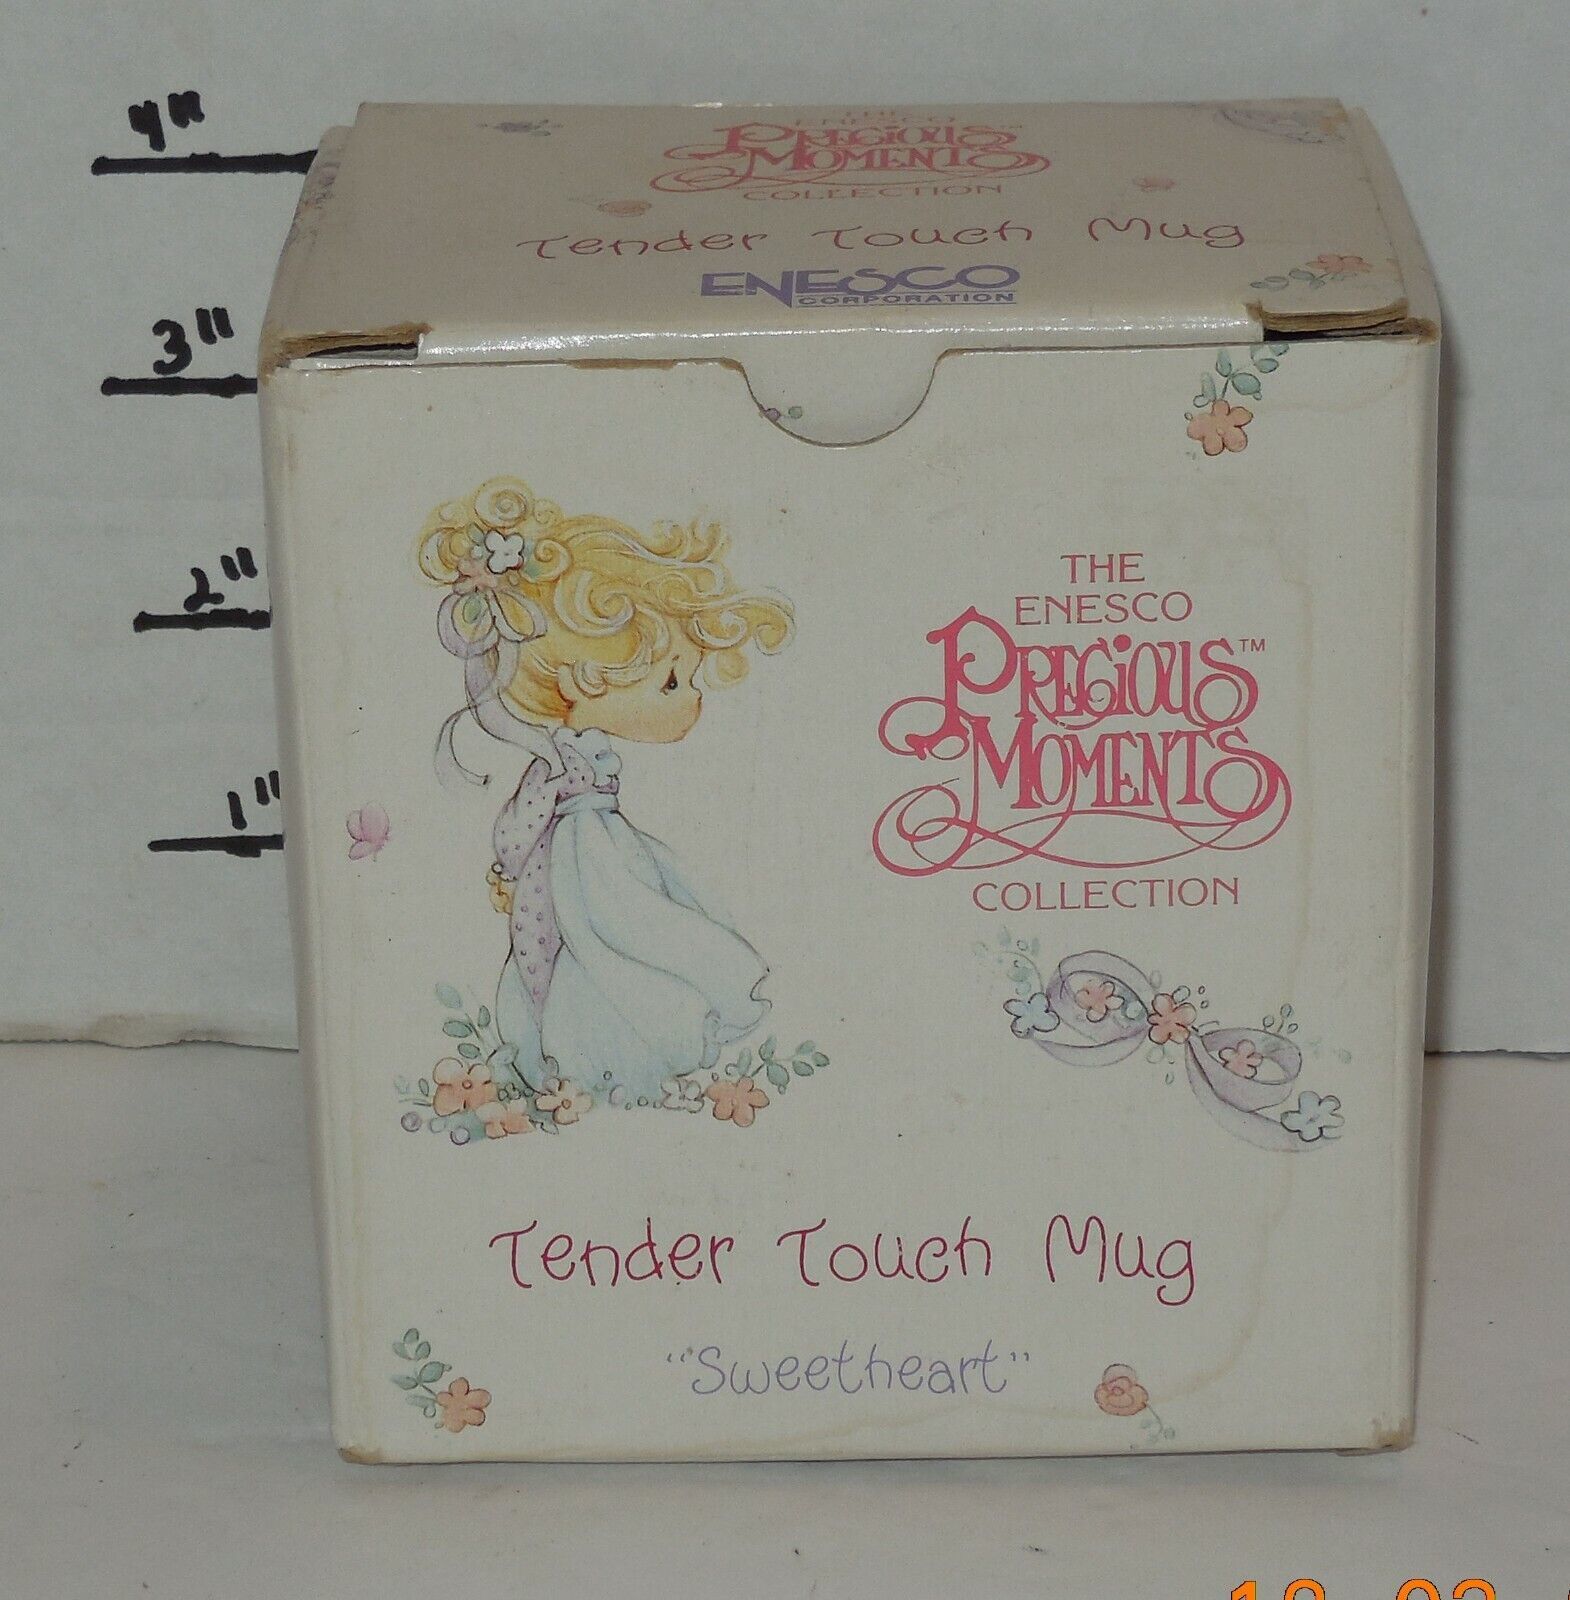 4"
3"
2"
1"
THE
ENESCO
PRECIOUS™
MOMENTS
COLLECTION
Tender Touch Mug
ENESCO
CORPORATION
THE
ENESCO
PRECIOUS™
MOMENTS
COLLECTION
Tender Touch Mug
"Sweetheart"